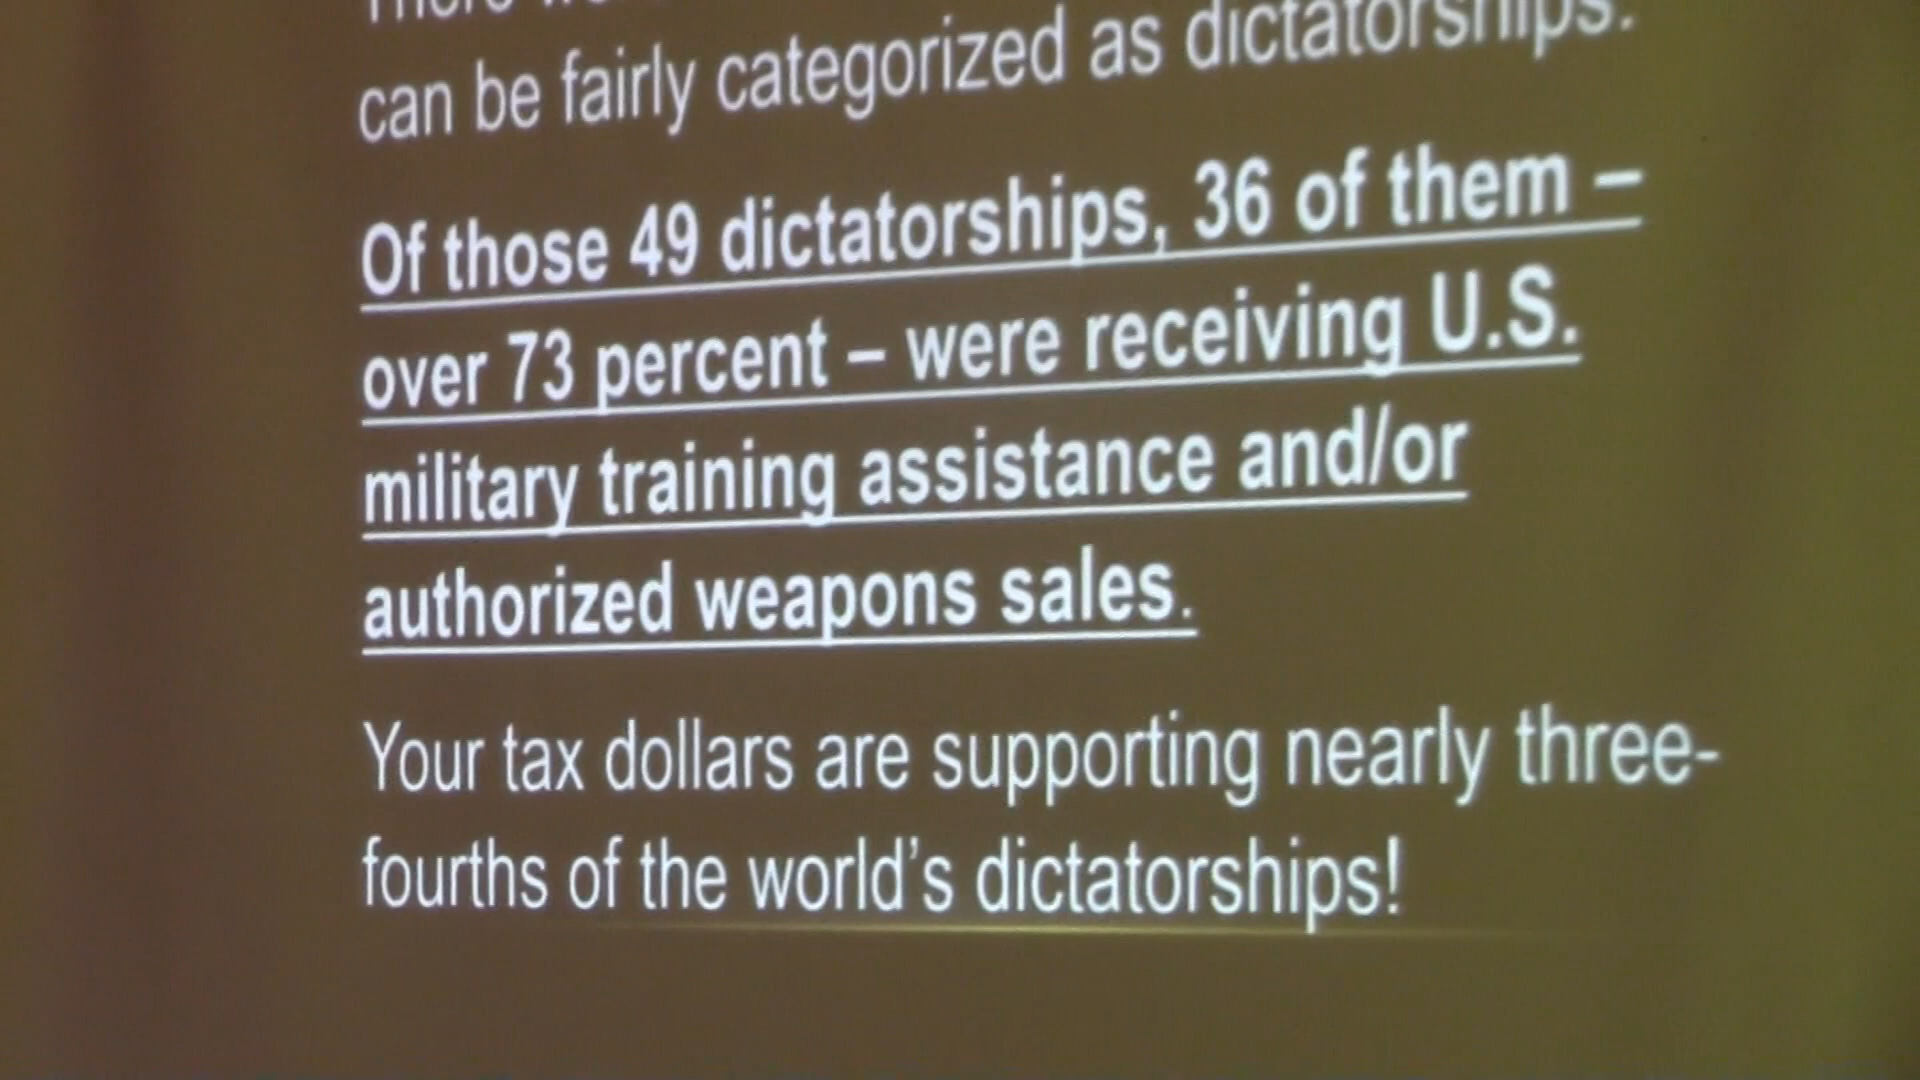 can be fairly categorized as dictatorships.
Of those 49 dictatorships, 36 of them –
over 73 percent – were receiving U.S.
military training assistance and/or
authorized weapons sales.
Your tax dollars are supporting nearly three-
fourths of the world's dictatorships!